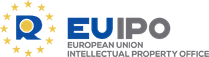 R
EUIPO
EUROPEAN UNION
INTELLECTUAL PROPERTY OFFICE